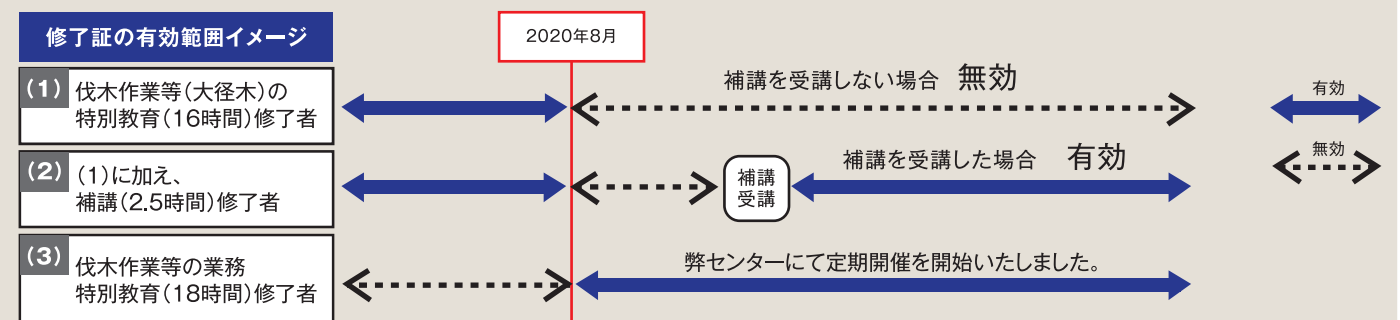 修了証の有効範囲イメージ
2020年8月
(1) 伐木作業等(大径木)の
特別教育(16時間)修了者
補講を受講しない場合 無効
有効
(2) (1)に加え、
補講(2.5時間)修了者
補講
受講
補講を受講した場合 有効
無効
(3) 伐木作業等の業務
特別教育(18時間)修了者
弊センターにて定期開催を開始いたしました。